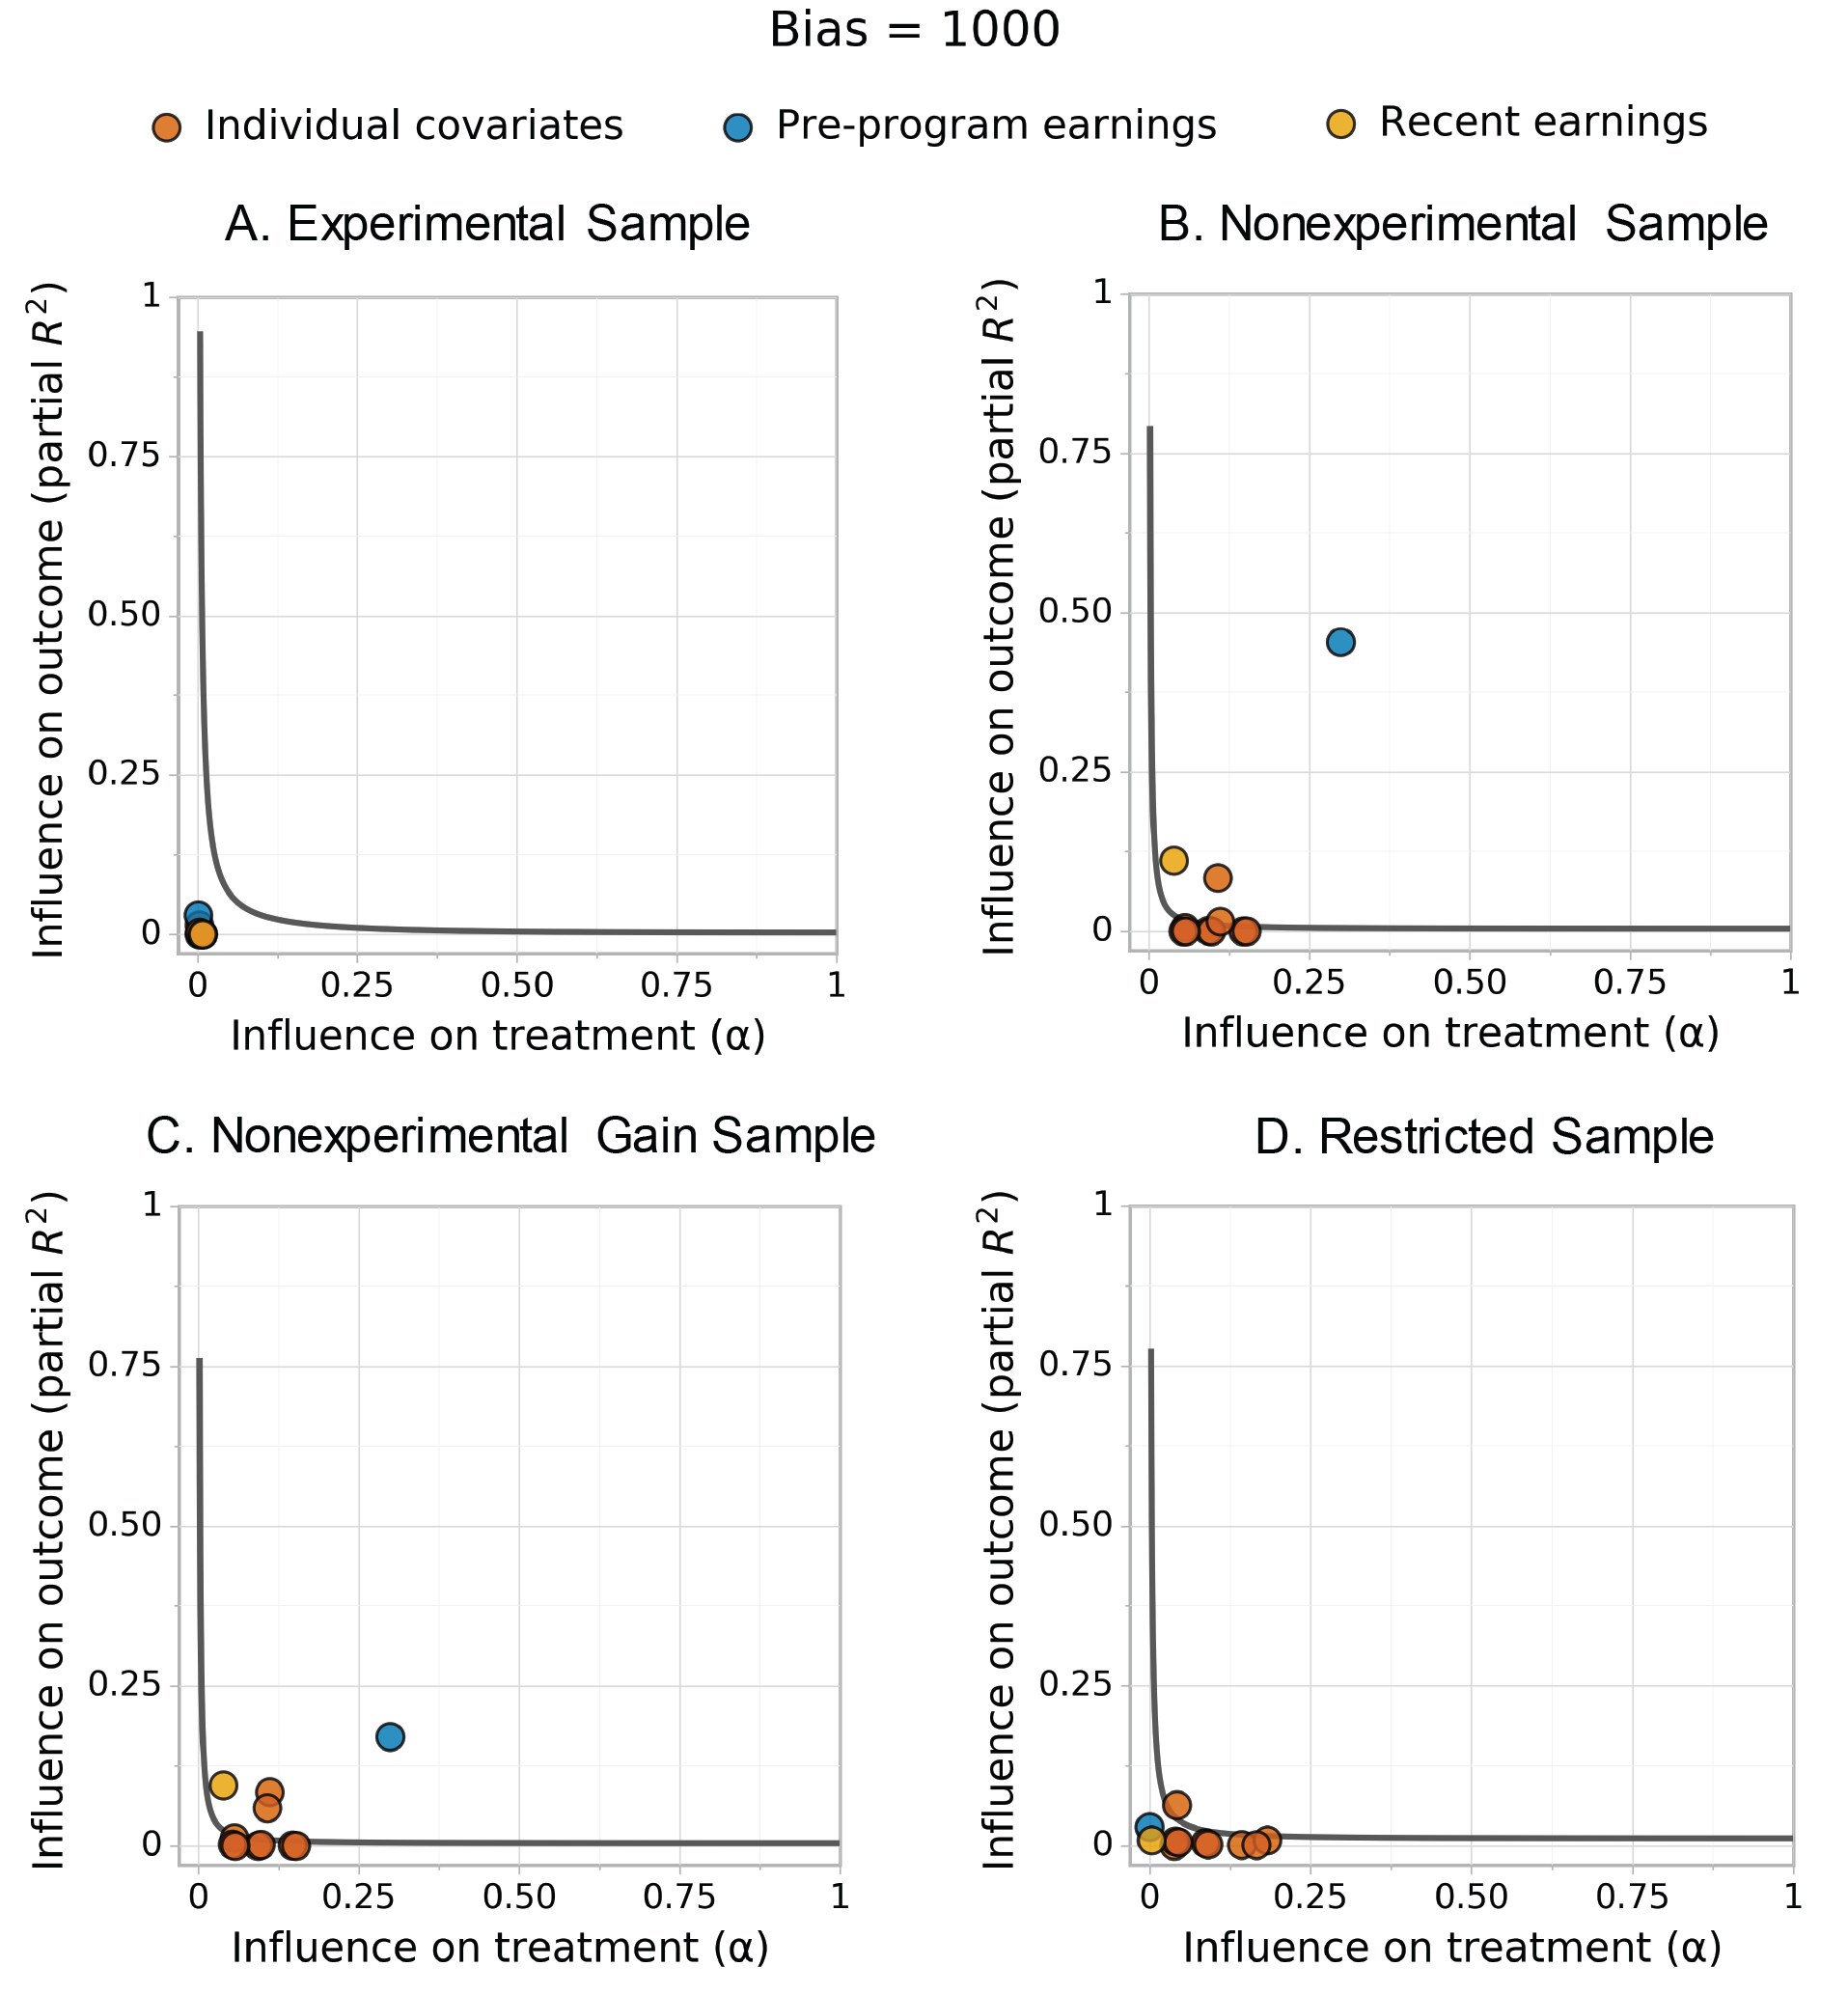 Bias = 1000
Individual covariates
Pre-program earnings
Recent earnings
A. Experimental Sample
Influence on outcome (partial R²)
1
0.75
0.50
0.25
0
0
0.25
0.50
0.75
1
Influence on treatment (α)
B. Nonexperimental Sample
Influence on outcome (partial R²)
1
0.75
0.50
0.25
0
0
0.25
0.50
0.75
1
Influence on treatment (α)
C. Nonexperimental Gain Sample
Influence on outcome (partial R²)
1
0.75
0.50
0.25
0
0
0.25
0.50
0.75
1
Influence on treatment (α)
D. Restricted Sample
Influence on outcome (partial R²)
1
0.75
0.50
0.25
0
0
0.25
0.50
0.75
1
Influence on treatment (α)